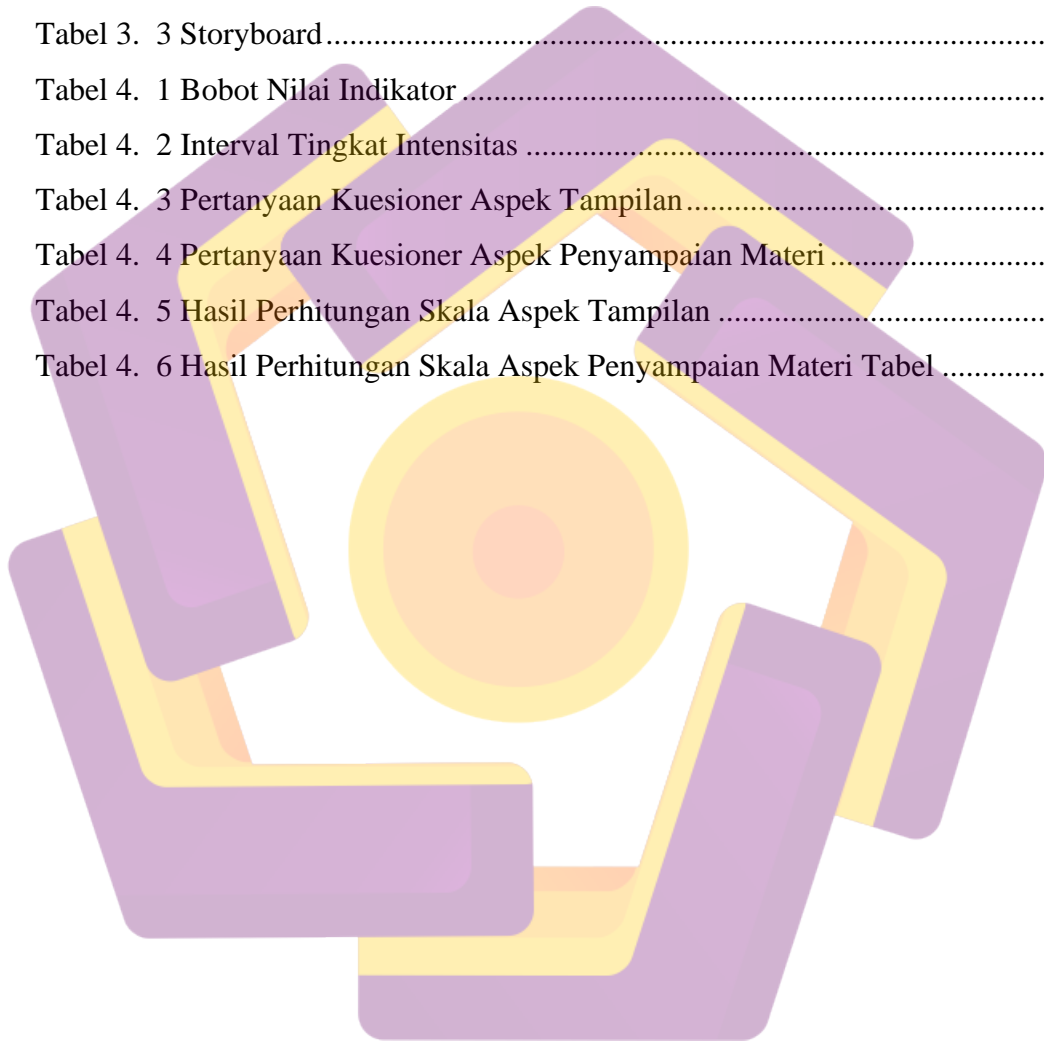 Tabel 3.  3 Storyboard................................................................................................
Tabel 4.  1 Bobot Nilai Indikator ..............................................................................
Tabel 4.  2 Interval Tingkat Intensitas ......................................................................
Tabel 4.  3 Pertanyaan Kuesioner Aspek Tampilan................................................
Tabel 4.  4 Pertanyaan Kuesioner Aspek Penyampaian Materi ............................
Tabel 4.  5 Hasil Perhitungan Skala Aspek Tampilan ...........................................
Tabel 4.  6 Hasil Perhitungan Skala Aspek Penyampaian Materi Tabel .............